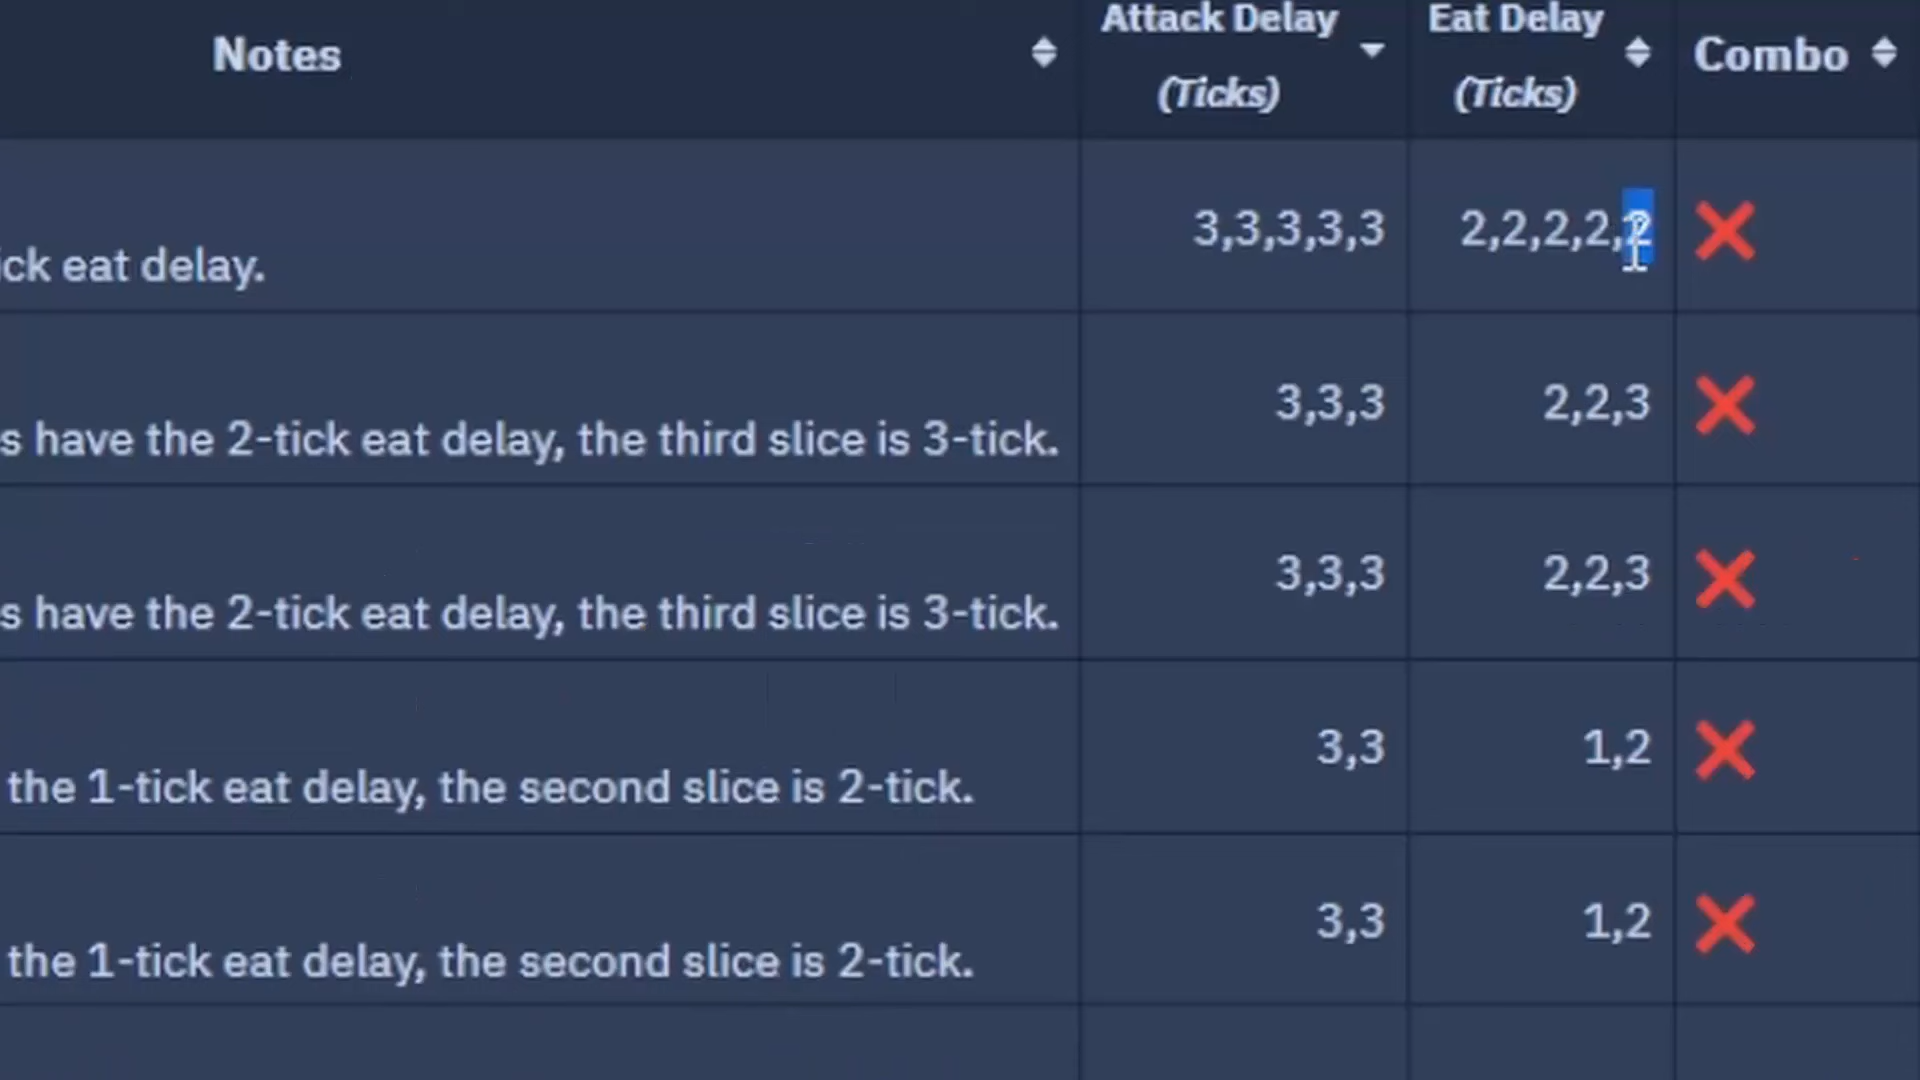 Notes
Attack Delay
(Ticks)
Eat Delay
(Ticks)
Combo
ick eat delay.
3,3,3,3,3
2,2,2,2,2
s have the 2-tick eat delay, the third slice is 3-tick.
3,3,3
2,2,3
s have the 2-tick eat delay, the third slice is 3-tick.
3,3,3
2,2,3
the 1-tick eat delay, the second slice is 2-tick.
3,3
1,2
the 1-tick eat delay, the second slice is 2-tick.
3,3
1,2